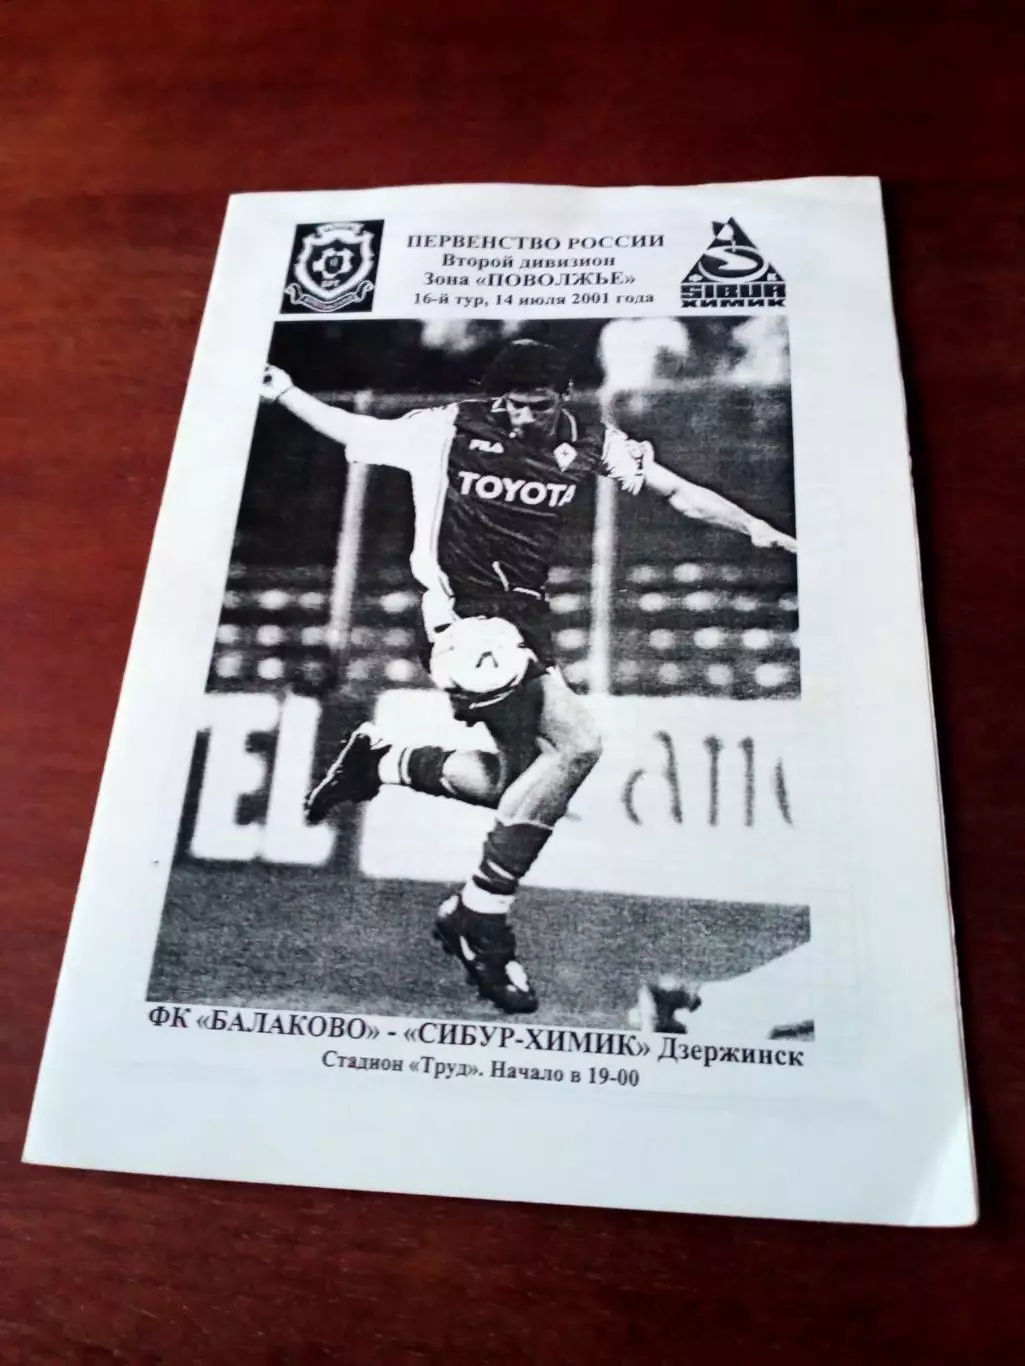 ПЕРВЕНСТВО РОССИИ
Второй дивизион
Зона «ПОВОЛЖЬЕ»
16-й тур, 14 июля 2001 года
SIBUR
ХИМИК
FILA
TOYOTA
EL
ФК «БАЛАКОВО» - «СИБУР-ХИМИК» Дзержинск
Стадион «Труд». Начало в 19-00